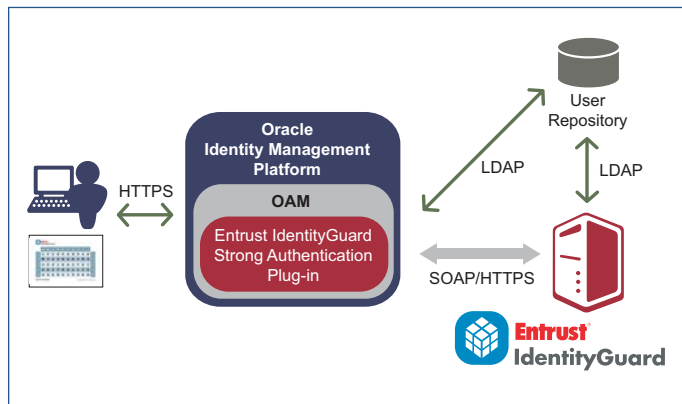 HTTPS
Oracle
Identity Management
Platform
OAM
Entrust IdentityGuard
Strong Authentication
Plug-in
LDAP
User
Repository
LDAP
SOAP/HTTPS
Entrust®
IdentityGuard